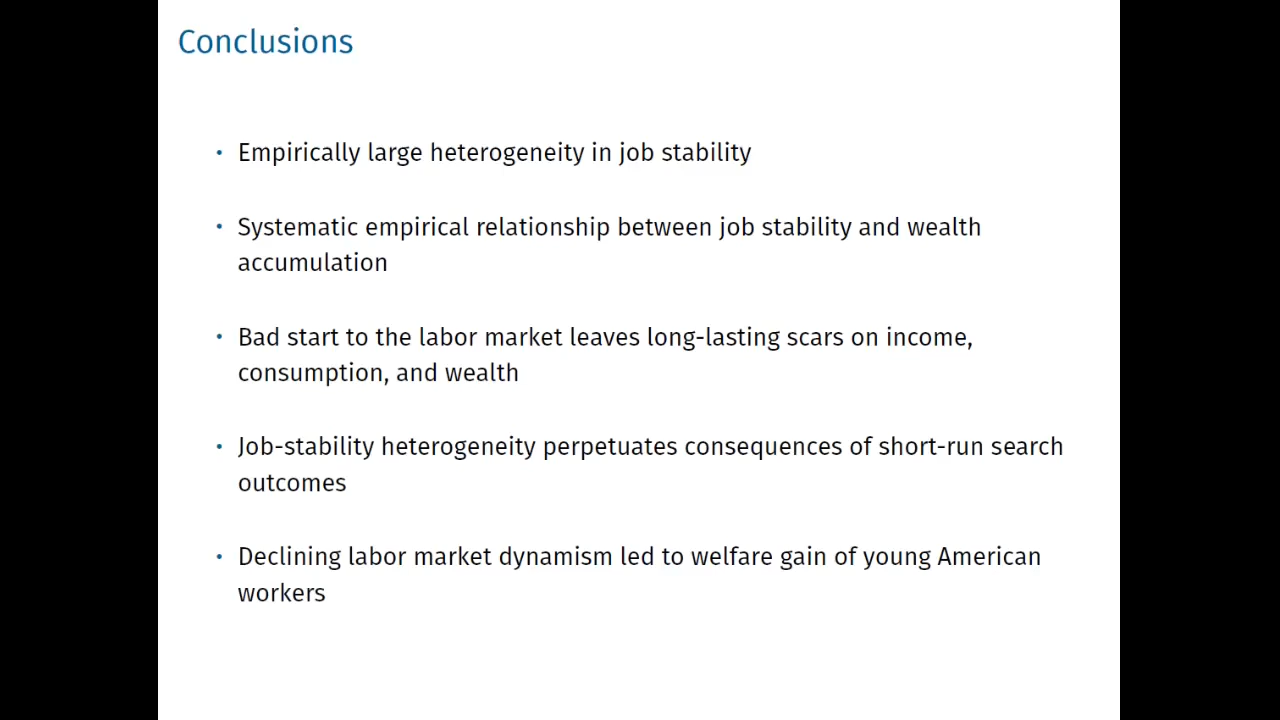 Conclusions
• Empirically large heterogeneity in job stability
• Systematic empirical relationship between job stability and wealth
accumulation
• Bad start to the labor market leaves long-lasting scars on income,
consumption, and wealth
• Job-stability heterogeneity perpetuates consequences of short-run search
outcomes
• Declining labor market dynamism led to welfare gain of young American
workers